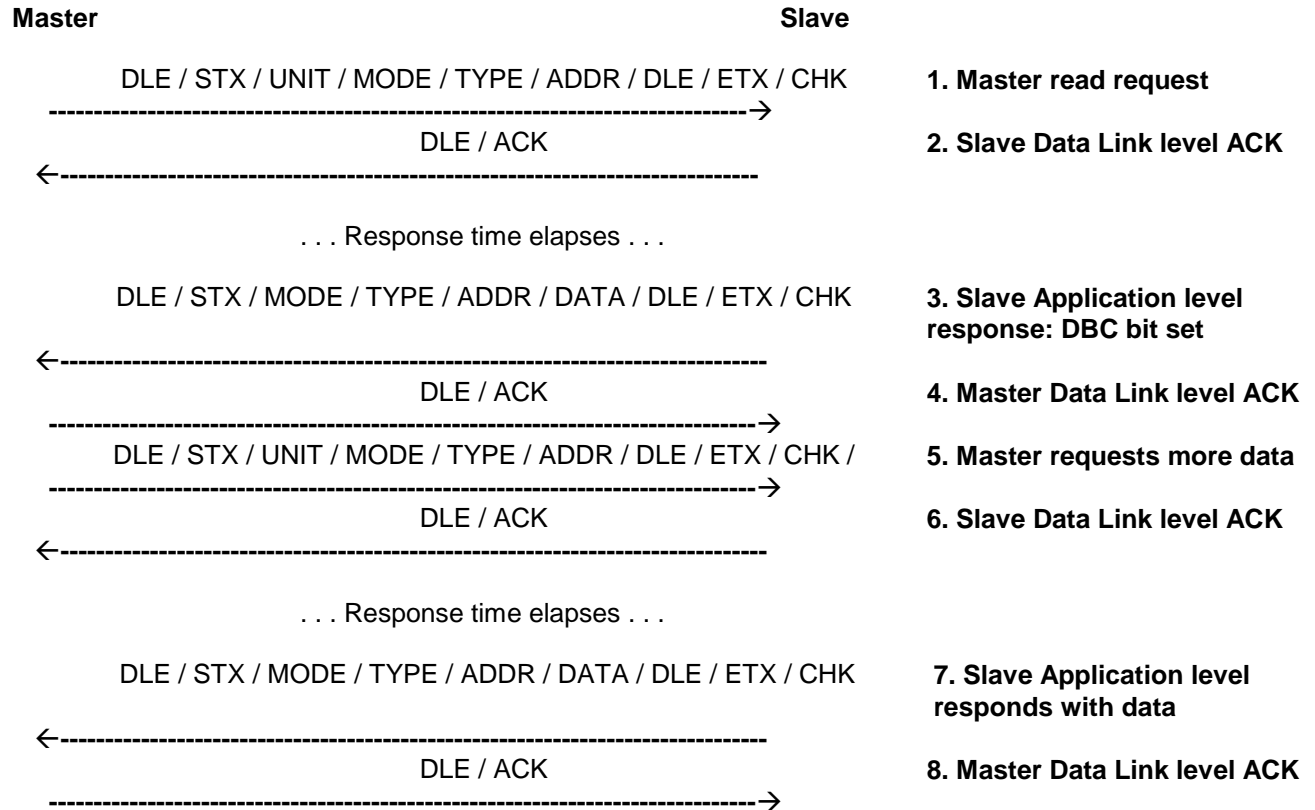 Master Slave
DLE / STX / UNIT / MODE / TYPE / ADDR / DLE / ETX / CHK 1. Master read request
------------------------------------------------------------------------------→
DLE / ACK 2. Slave Data Link level ACK
←------------------------------------------------------------------------------
. . . Response time elapses . . .
DLE / STX / MODE / TYPE / ADDR / DATA / DLE / ETX / CHK 3. Slave Application level
response: DBC bit set
←-------------------------------------------------------------------------------
DLE / ACK 4. Master Data Link level ACK
-------------------------------------------------------------------------------→
DLE / STX / UNIT / MODE / TYPE / ADDR / DLE / ETX / CHK / 5. Master requests more data
-------------------------------------------------------------------------------→
DLE / ACK 6. Slave Data Link level ACK
←-------------------------------------------------------------------------------
. . . Response time elapses . . .
DLE / STX / MODE / TYPE / ADDR / DATA / DLE / ETX / CHK 7. Slave Application level
responds with data
←-------------------------------------------------------------------------------
DLE / ACK 8. Master Data Link level ACK
-------------------------------------------------------------------------------→